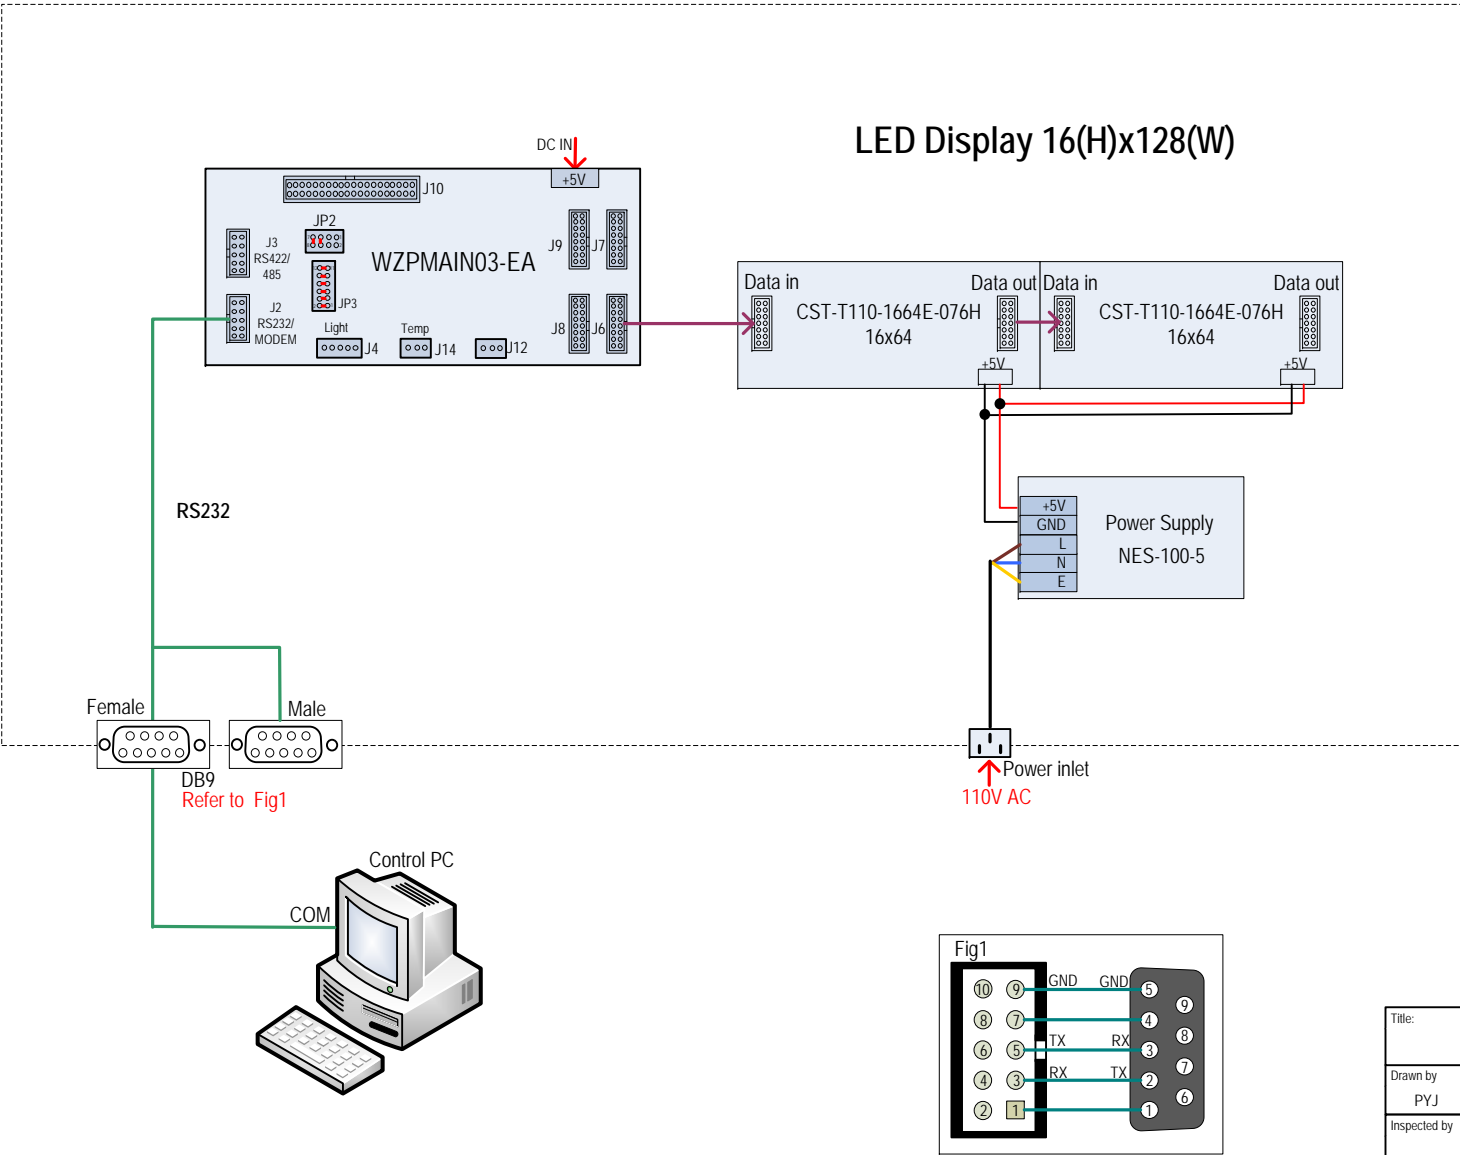 LED Display 16(H)x128(W)
DC IN
+5V
J10
JP2
J3
RS422/
485
WZPMAIN03-EA
J9
J7
JP3
J2
RS232/
MODEM
Light
J4
Temp
J14
J12
J8
J6
Data in
Data out
CST-T110-1664E-076H
16x64
+5V
Data in
Data out
CST-T110-1664E-076H
16x64
+5V
RS232
+5V
GND
L
N
E
Power Supply
NES-100-5
Female
Male
DB9
Refer to Fig1
Power inlet
110V AC
Control PC
COM
Fig1
10 9 GND GND 5
9
8 7 4
8
6 5 TX RX 3
7
4 3 RX TX 2
6
2 1 1
Title:
Drawn by
PYJ
Inspected by